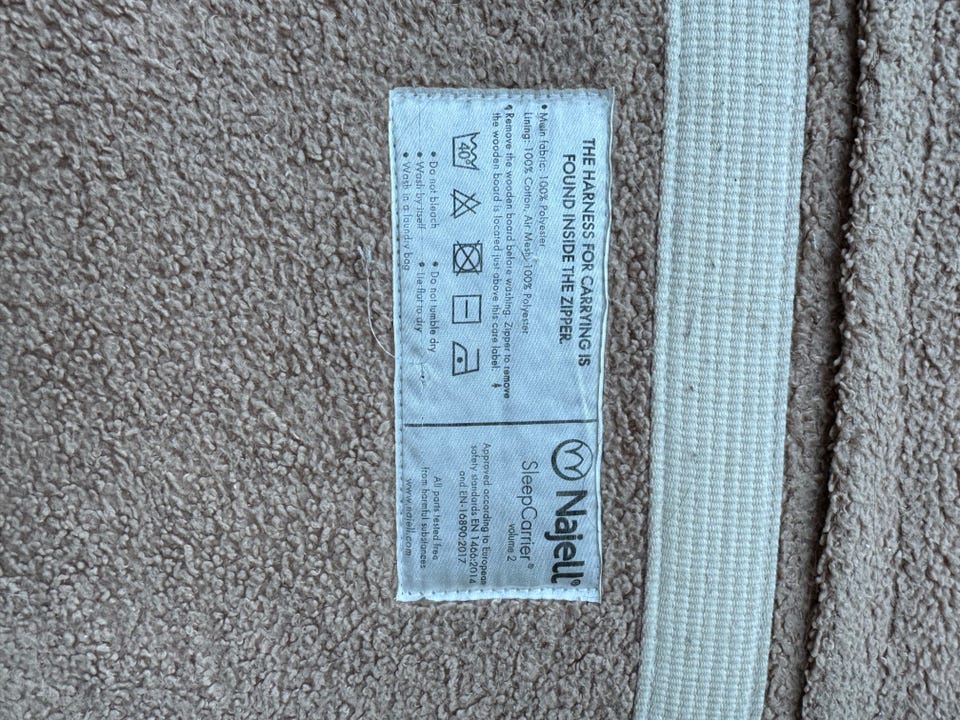 THE HARNESS FOR CARRYING IS
FOUND INSIDE THE ZIPPER.
• Main fabric: 100% Polyester
Lining: 100% Cotton, Air Mesh: 100% Polyester
• Remove the wooden board before washing. Zipper to remove
the wooden board is located just above this care label.
40°
• Do not bleach
• Do not tumble dry
• Wash by itself
• Lie flat to dry
• Wash in a laundry bag
Najell®
SleepCarrier®
volume 2
Approved according to European
safety standards EN 1466:2014
and EN-16890:2017
All parts tested free
from harmful substances
www.najell.com